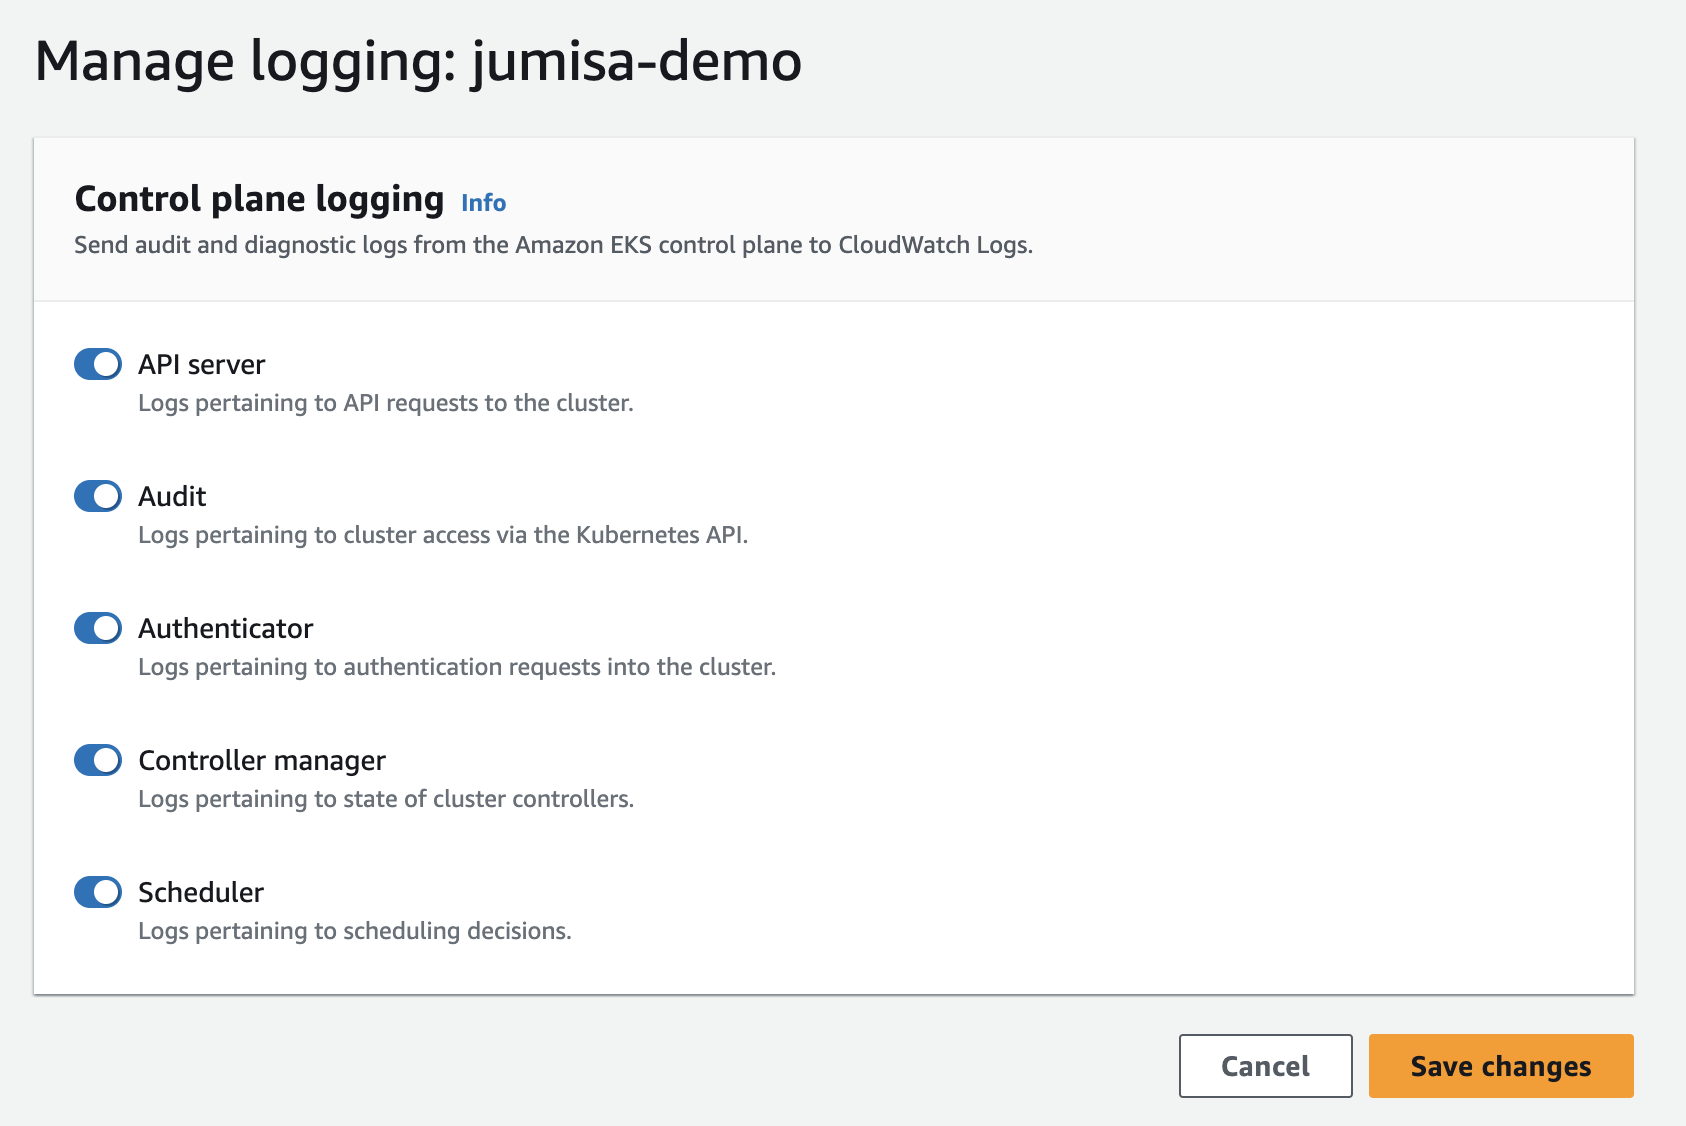 Manage logging: jumisa-demo
Control plane logging Info
Send audit and diagnostic logs from the Amazon EKS control plane to CloudWatch Logs.
API server
Logs pertaining to API requests to the cluster.
Audit
Logs pertaining to cluster access via the Kubernetes API.
Authenticator
Logs pertaining to authentication requests into the cluster.
Controller manager
Logs pertaining to state of cluster controllers.
Scheduler
Logs pertaining to scheduling decisions.
Cancel Save changes